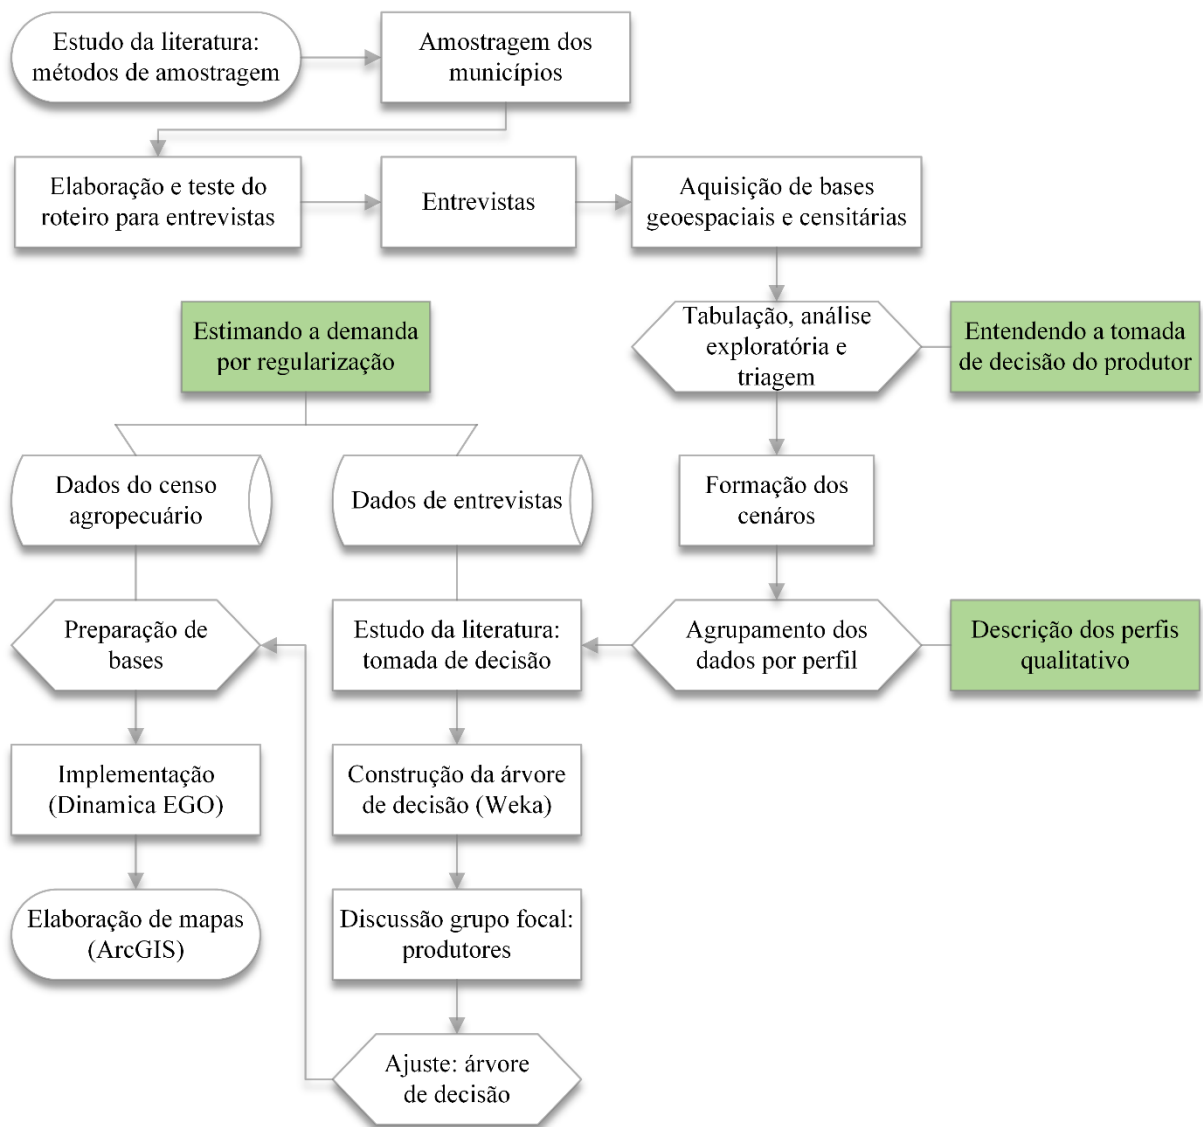 Estudo da literatura:
métodos de amostragem
Amostragem dos
municípios
Elaboração e teste do
roteiro para entrevistas
Entrevistas
Aquisição de bases
geoespaciais e censitárias
Estimando a demanda
por regularização
Tabulação, análise
exploratória e
triagem
Entendendo a tomada
de decisão do produtor
Dados do censo
agropecuário
Dados de entrevistas
Formação dos
cenáros
Preparação de
bases
Estudo da literatura:
tomada de decisão
Agrupamento dos
dados por perfil
Descrição dos perfis
qualitativo
Implementação
(Dinamica EGO)
Construção da árvore
de decisão (Weka)
Elaboração de mapas
(ArcGIS)
Discussão grupo focal:
produtores
Ajuste: árvore
de decisão